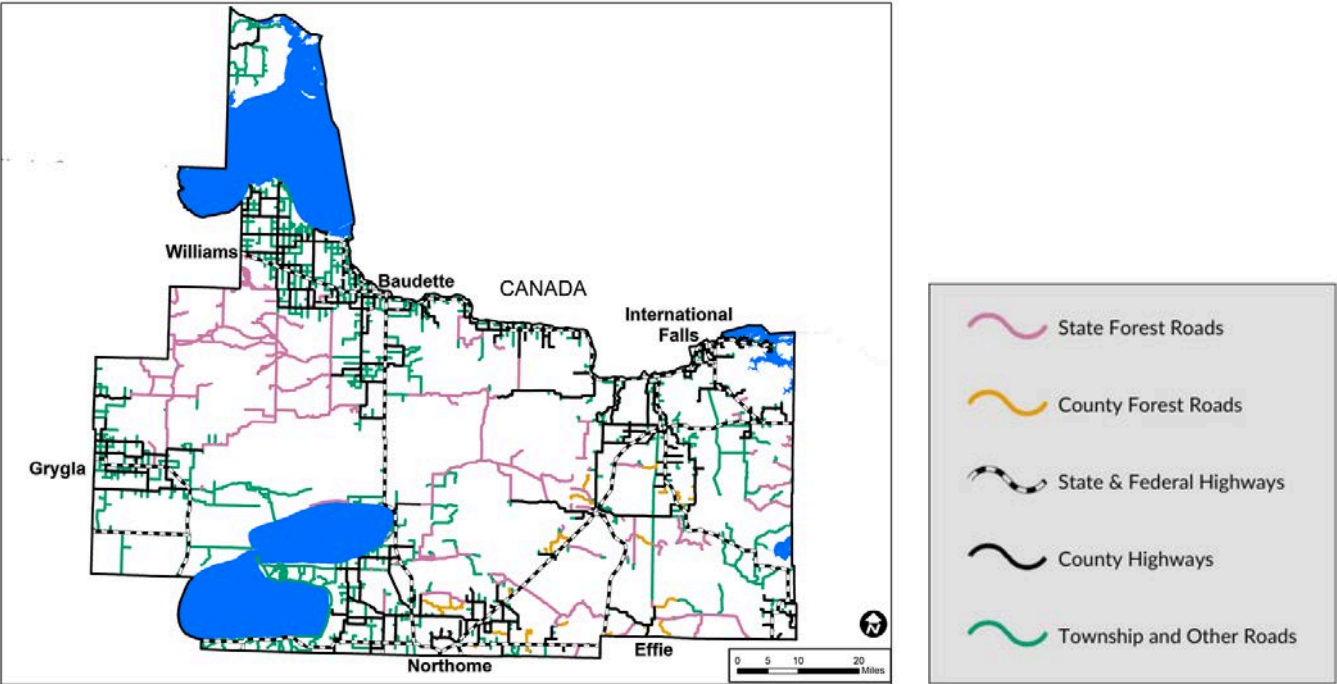 Williams
Baudette
CANADA
International
Falls
Grygla
Northome
Effie
N
0 5 10 20
Miles
State Forest Roads
County Forest Roads
State & Federal Highways
County Highways
Township and Other Roads